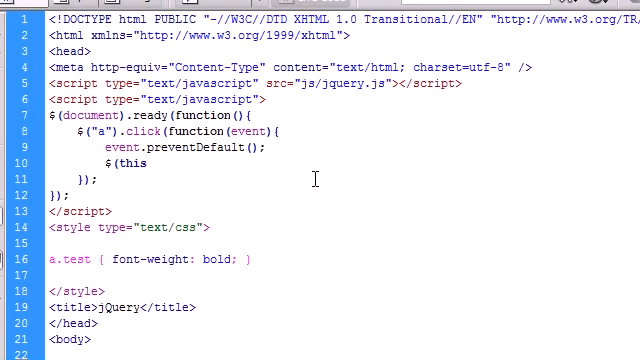 1 <!DOCTYPE html PUBLIC "-//W3C//DTD XHTML 1.0 Transitional//EN" "http://www.w3.org/TR/
2 <html xmlns="http://www.w3.org/1999/xhtml">
3 <head>
4 <meta http-equiv="Content-Type" content="text/html; charset=utf-8" />
5 <script type="text/javascript" src="js/jquery.js"></script>
6 <script type="text/javascript">
7 $(document).ready(function(){
8 $("a").click(function(event){
9 event.preventDefault();
10 $(this
11 });
12 });
13 </script>
14 <style type="text/css">
15
16 a.test { font-weight: bold; }
17
18 </style>
19 <title>jQuery</title>
20 </head>
21 <body>
22